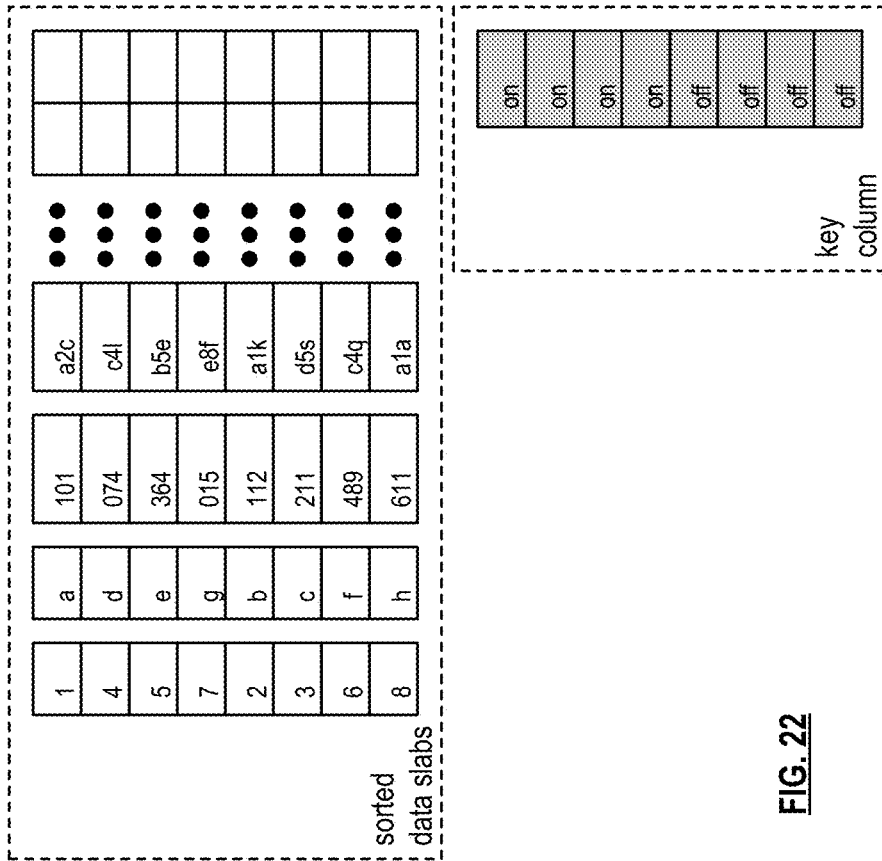 1 a 101 a2c
4 d 074 c4l
5 e 364 b5e
7 g 015 e8f
2 b 112 a1k
3 c 211 d5s
6 f 489 c4q
8 h 611 a1a
sorted
data slabs
on
on
on
on
off
off
off
off
key
column
FIG. 22